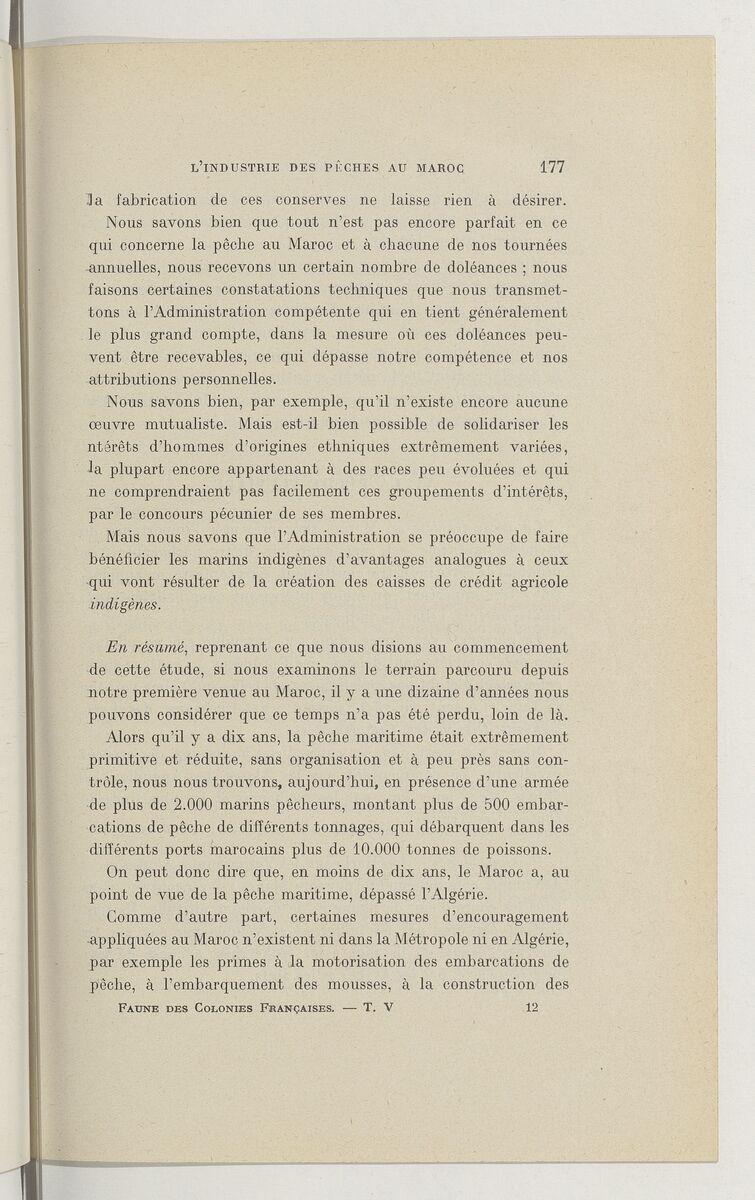 L'INDUSTRIE DES PÊCHES AU MAROC 177
la fabrication de ces conserves ne laisse rien à désirer.
Nous savons bien que tout n'est pas encore parfait en ce
qui concerne la pêche au Maroc et à chacune de nos tournées
annuelles, nous recevons un certain nombre de doléances ; nous
faisons certaines constatations techniques que nous transmet-
tons à l'Administration compétente qui en tient généralement
le plus grand compte, dans la mesure où ces doléances peu-
vent être recevables, ce qui dépasse notre compétence et nos
attributions personnelles.
Nous savons bien, par exemple, qu'il n'existe encore aucune
œuvre mutualiste. Mais est-il bien possible de solidariser les
ntérêts d'hommes d'origines ethniques extrêmement variées,
la plupart encore appartenant à des races peu évoluées et qui
ne comprendraient pas facilement ces groupements d'intérêts,
par le concours pécunier de ses membres.
Mais nous savons que l'Administration se préoccupe de faire
bénéficier les marins indigènes d'avantages analogues à ceux
qui vont résulter de la création des caisses de crédit agricole
indigènes.
En résumé, reprenant ce que nous disions au commencement
de cette étude, si nous examinons le terrain parcouru depuis
notre première venue au Maroc, il y a une dizaine d'années nous
pouvons considérer que ce temps n'a pas été perdu, loin de là.
Alors qu'il y a dix ans, la pêche maritime était extrêmement
primitive et réduite, sans organisation et à peu près sans con-
trôle, nous nous trouvons, aujourd'hui, en présence d'une armée
de plus de 2.000 marins pêcheurs, montant plus de 500 embar-
cations de pêche de différents tonnages, qui débarquent dans les
différents ports marocains plus de 10.000 tonnes de poissons.
On peut donc dire que, en moins de dix ans, le Maroc a, au
point de vue de la pêche maritime, dépassé l'Algérie.
Comme d'autre part, certaines mesures d'encouragement
appliquées au Maroc n'existent ni dans la Métropole ni en Algérie,
par exemple les primes à la motorisation des embarcations de
pêche, à l'embarquement des mousses, à la construction des
FAUNE DES COLONIES FRANÇAISES. — T. V 12